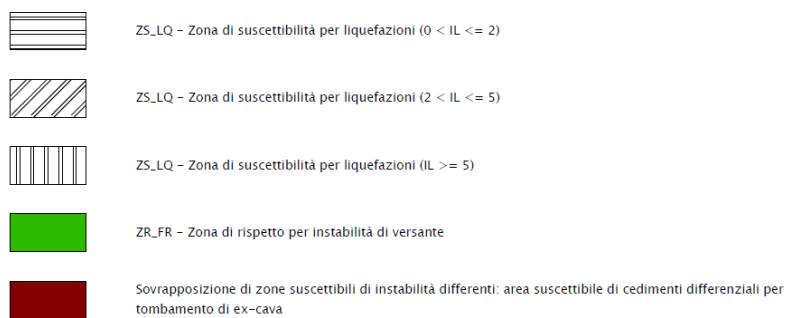 ZS_LQ - Zona di suscettibilità per liquefazioni (0 < IL <= 2)
ZS_LQ - Zona di suscettibilità per liquefazioni (2 < IL <= 5)
ZS_LQ - Zona di suscettibilità per liquefazioni (IL >= 5)
ZR_FR - Zona di rispetto per instabilità di versante
Sovrapposizione di zone suscettibili di instabilità differenti: area suscettibile di cedimenti differenziali per
tombamento di ex-cava